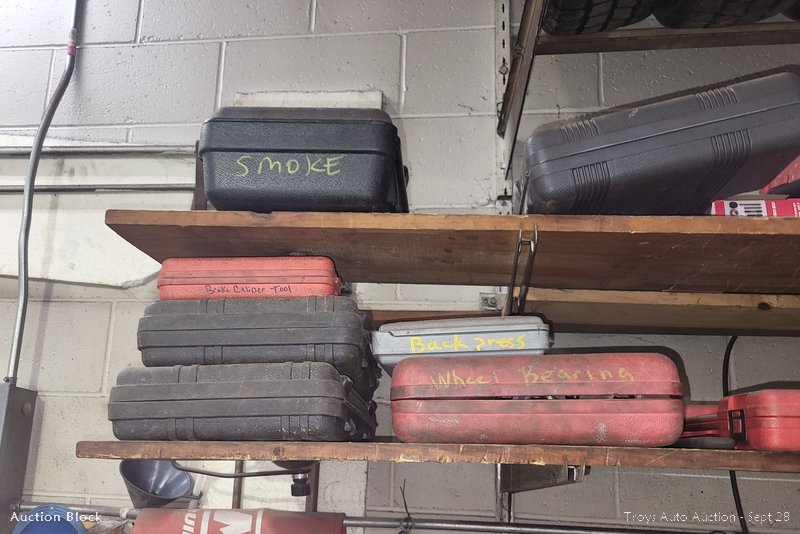 SMOKE
Brake Caliper Tool
Back press
Wheel Bearing
Auction Block
Troys Auto Auction - Sept 28